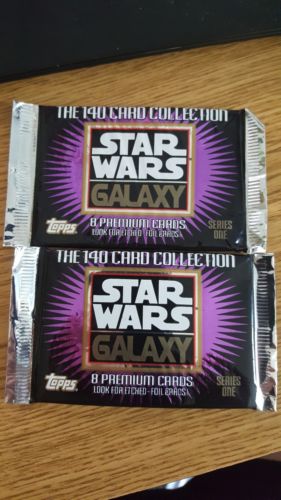 THE 140 CARD COLLECTION
STAR
WARS
GALAXY
Topps
8 PREMIUM CARDS
LOOK FOR ETCHED-FOIL CARDS!
SERIES
ONE
THE 140 CARD COLLECTION
STAR
WARS
GALAXY
Topps
8 PREMIUM CARDS
LOOK FOR ETCHED-FOIL CARDS!
SERIES
ONE